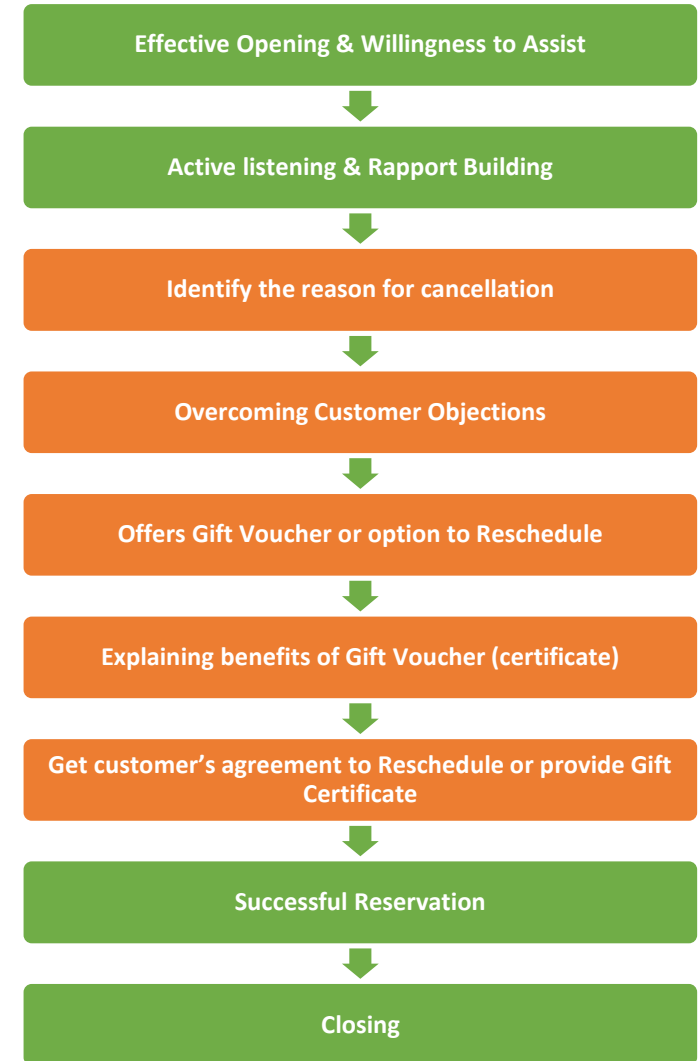 Effective Opening & Willingness to Assist
Active listening & Rapport Building
Identify the reason for cancellation
Overcoming Customer Objections
Offers Gift Voucher or option to Reschedule
Explaining benefits of Gift Voucher (certificate)
Get customer’s agreement to Reschedule or provide Gift
Certificate
Successful Reservation
Closing